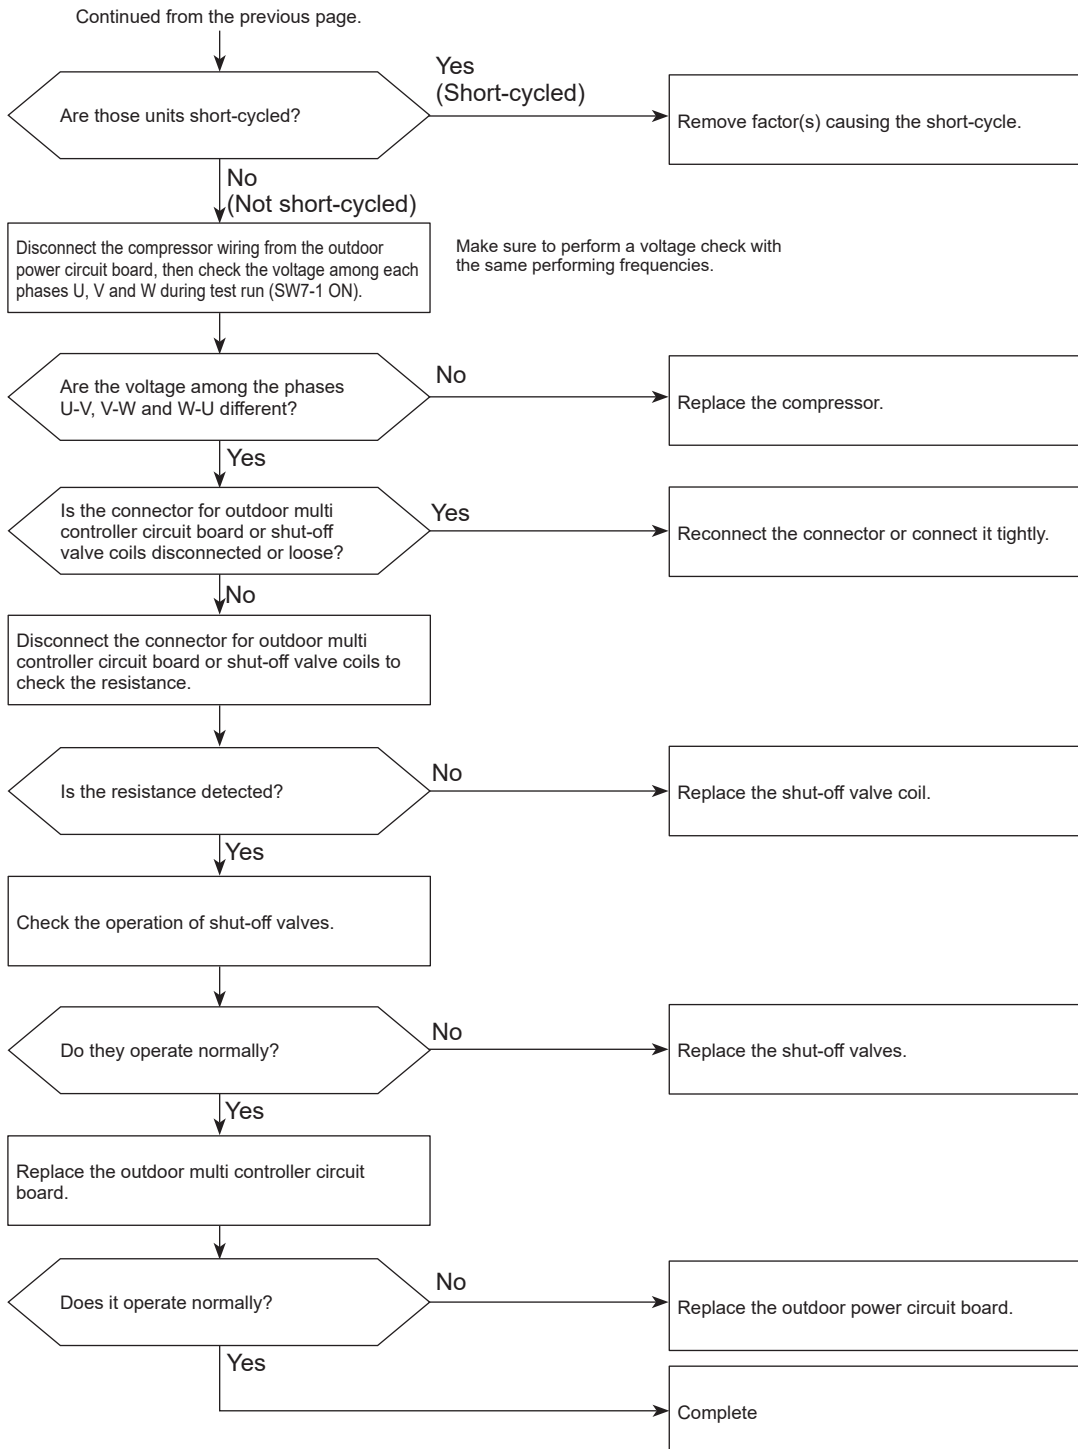 Continued from the previous page.
Are those units short-cycled?
Yes
(Short-cycled)
Remove factor(s) causing the short-cycle.
No
(Not short-cycled)
Disconnect the compressor wiring from the outdoor
power circuit board, then check the voltage among each
phases U, V and W during test run (SW7-1 ON).
Make sure to perform a voltage check with
the same performing frequencies.
Are the voltage among the phases
U-V, V-W and W-U different?
No
Replace the compressor.
Yes
Is the connector for outdoor multi
controller circuit board or shut-off
valve coils disconnected or loose?
Yes
Reconnect the connector or connect it tightly.
No
Disconnect the connector for outdoor multi
controller circuit board or shut-off valve coils to
check the resistance.
Is the resistance detected?
No
Replace the shut-off valve coil.
Yes
Check the operation of shut-off valves.
Do they operate normally?
No
Replace the shut-off valves.
Yes
Replace the outdoor multi controller circuit
board.
Does it operate normally?
No
Replace the outdoor power circuit board.
Yes
Complete